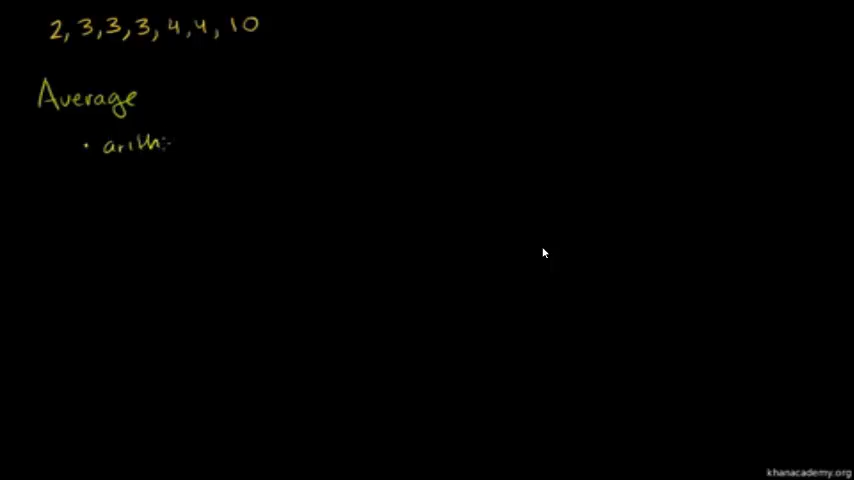 2, 3, 3, 3, 4, 4, 10
Average
• arith
khanacademy.org